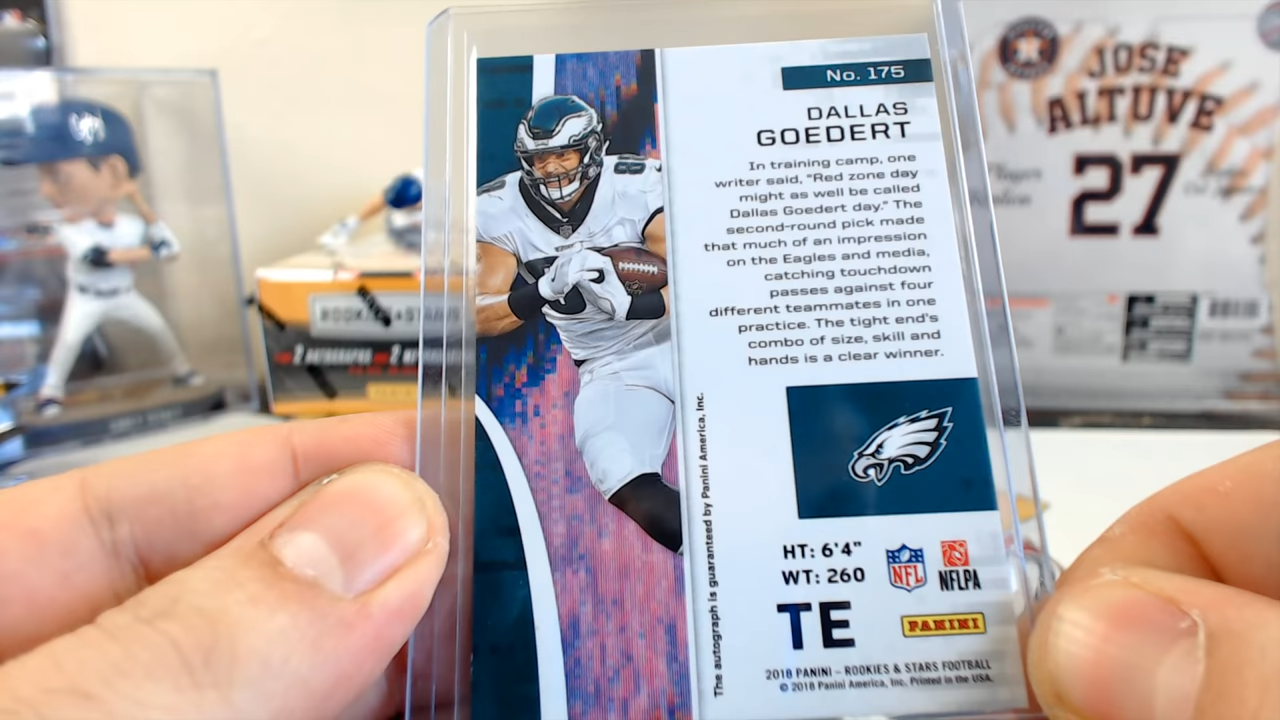 No. 175
DALLAS
GOEDERT
In training camp, one
writer said, "Red zone day
might as well be called
Dallas Goedert day." The
second-round pick made
that much of an impression
on the Eagles and media,
catching touchdown
passes against four
different teammates in one
practice. The tight end's
combo of size, skill and
hands is a clear winner.
The autograph is guaranteed by Panini America, Inc.
HT: 6'4"
WT: 260
TE
NFL
NFLPA
PANINI
2018 PANINI – ROOKIES & STARS FOOTBALL
© 2018 Panini America, Inc. Printed in the USA.
JOSE
ALTUVE
27
ROOKIES & STARS
2 AUTOGRAPHS
2